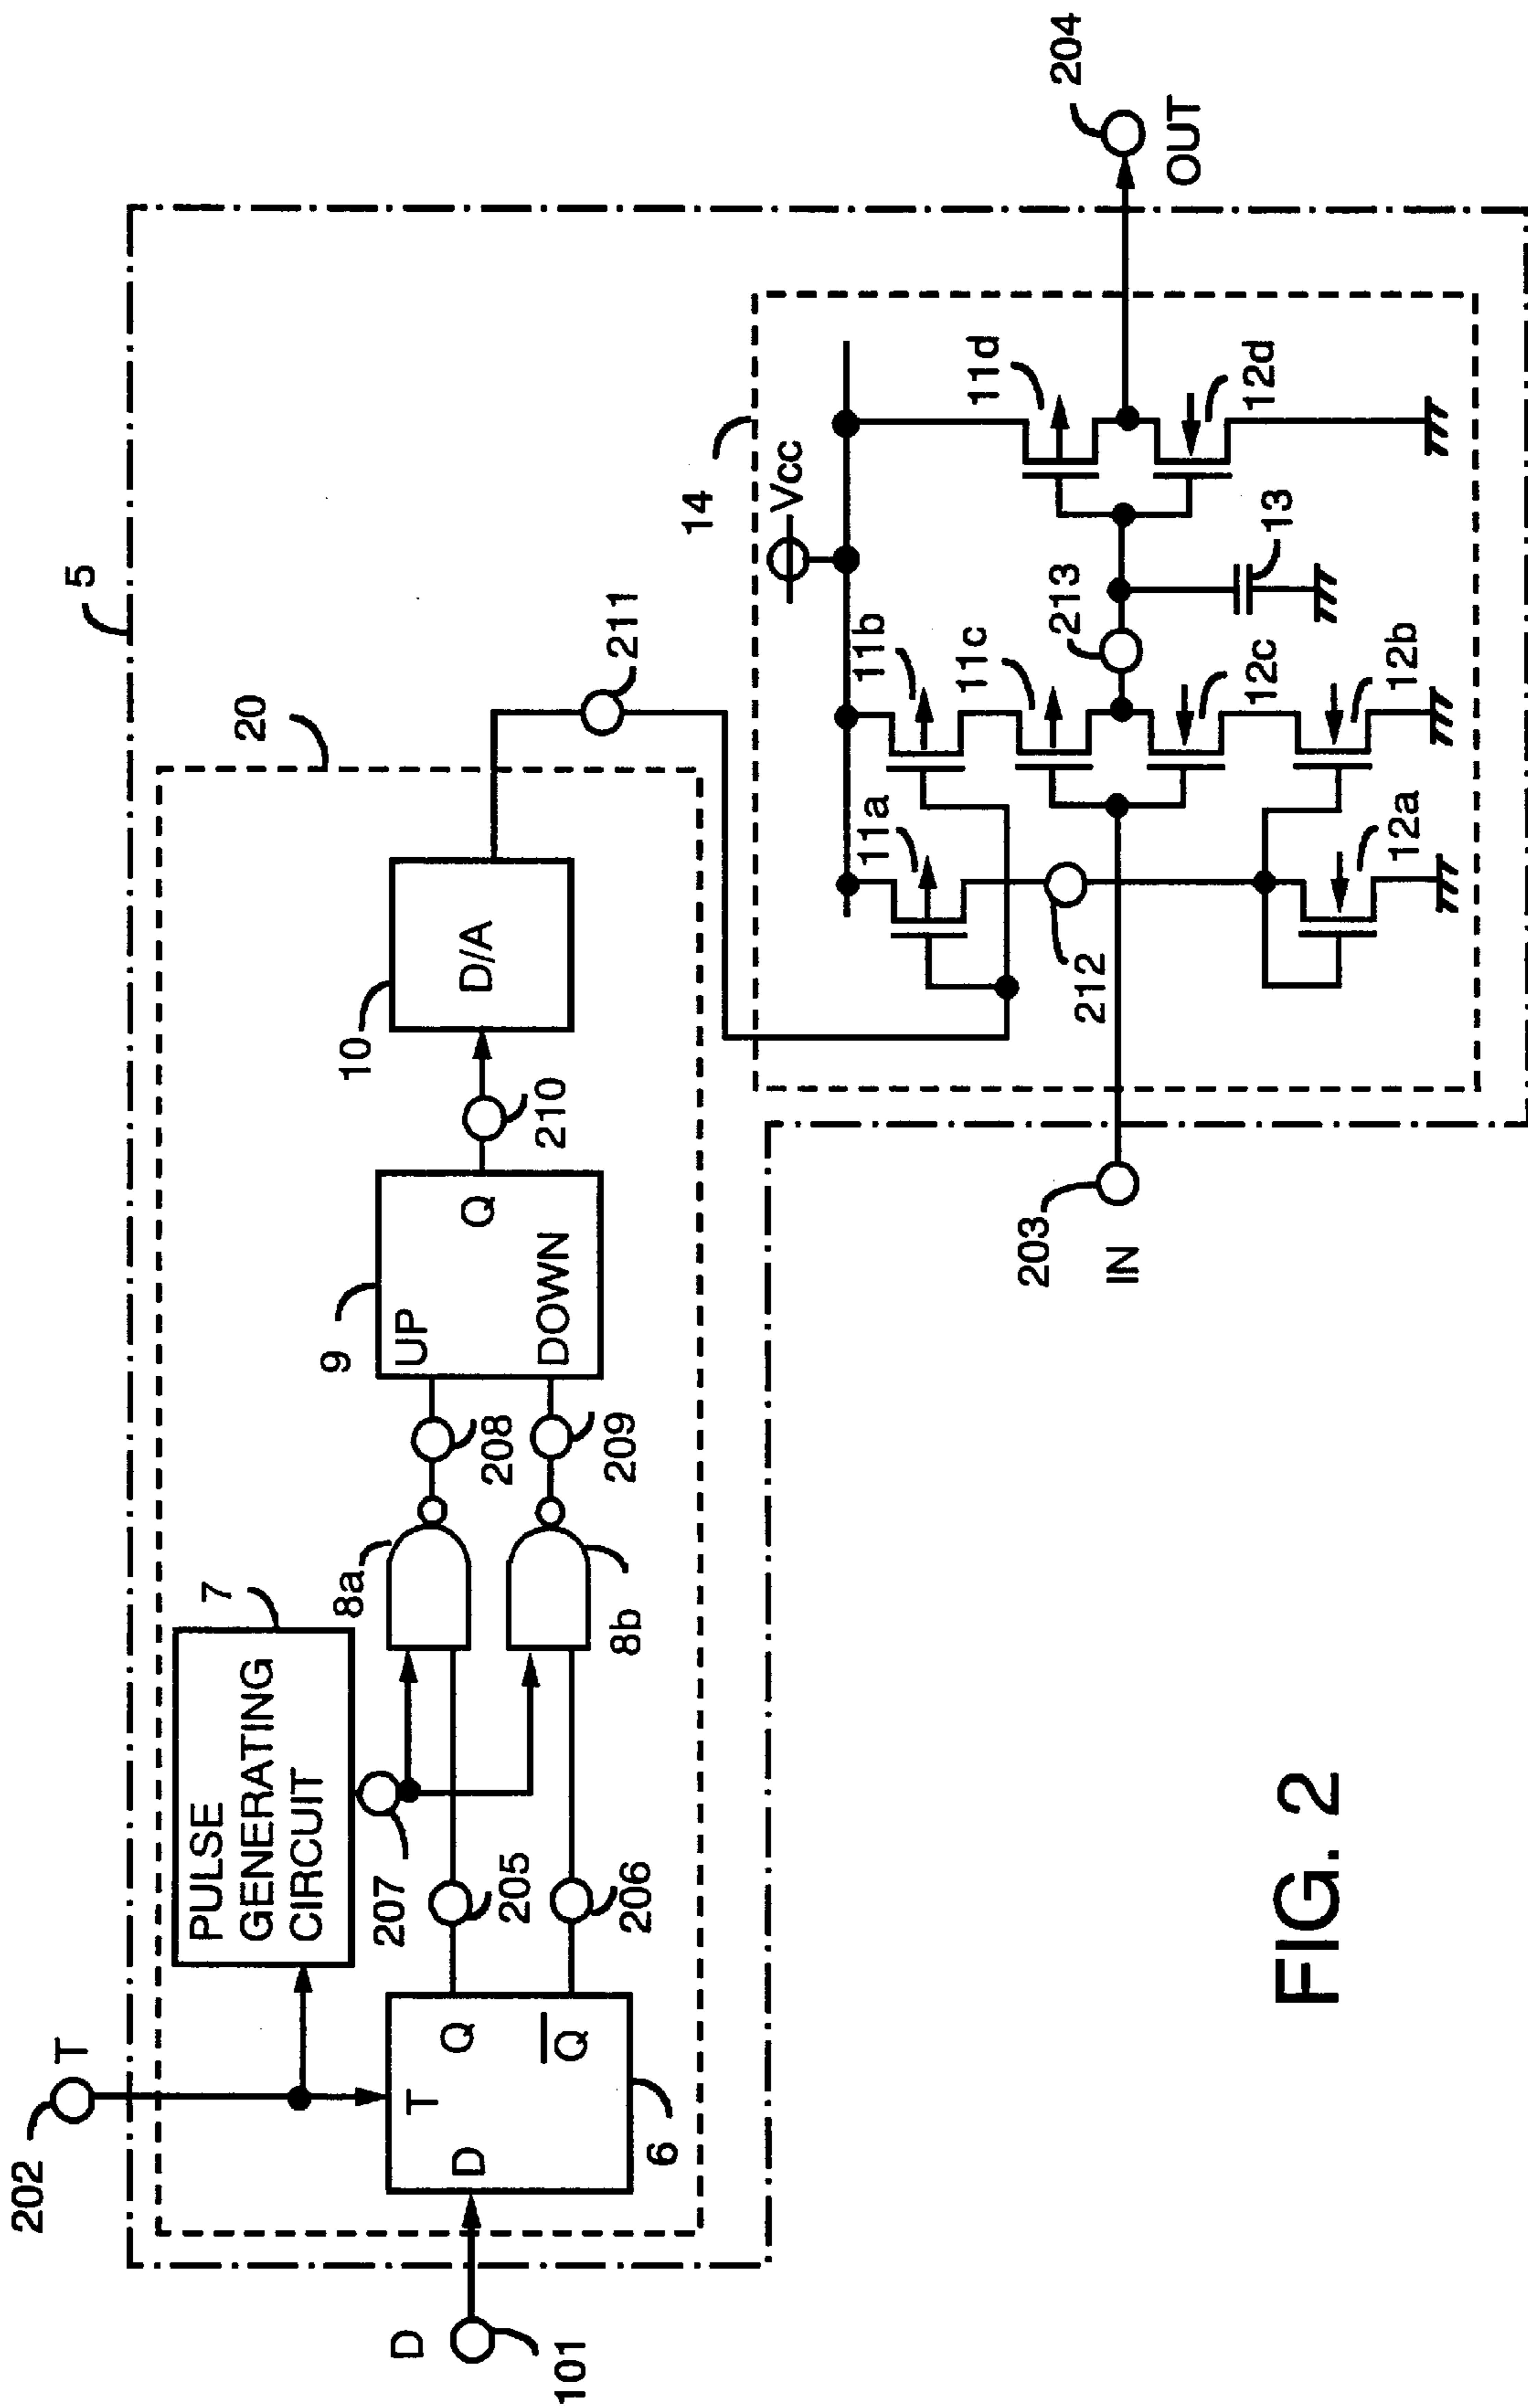 202
T
5
20
PULSE
GENERATING
CIRCUIT
7
207
T
Q
D
Q
6
D
101
205
206
8a
8b
208
209
9
UP
Q
DOWN
210
10
D/A
211
14
Vcc
11a
11b
11c
11d
212
213
13
12a
12b
12c
12d
203
IN
204
OUT
FIG. 2